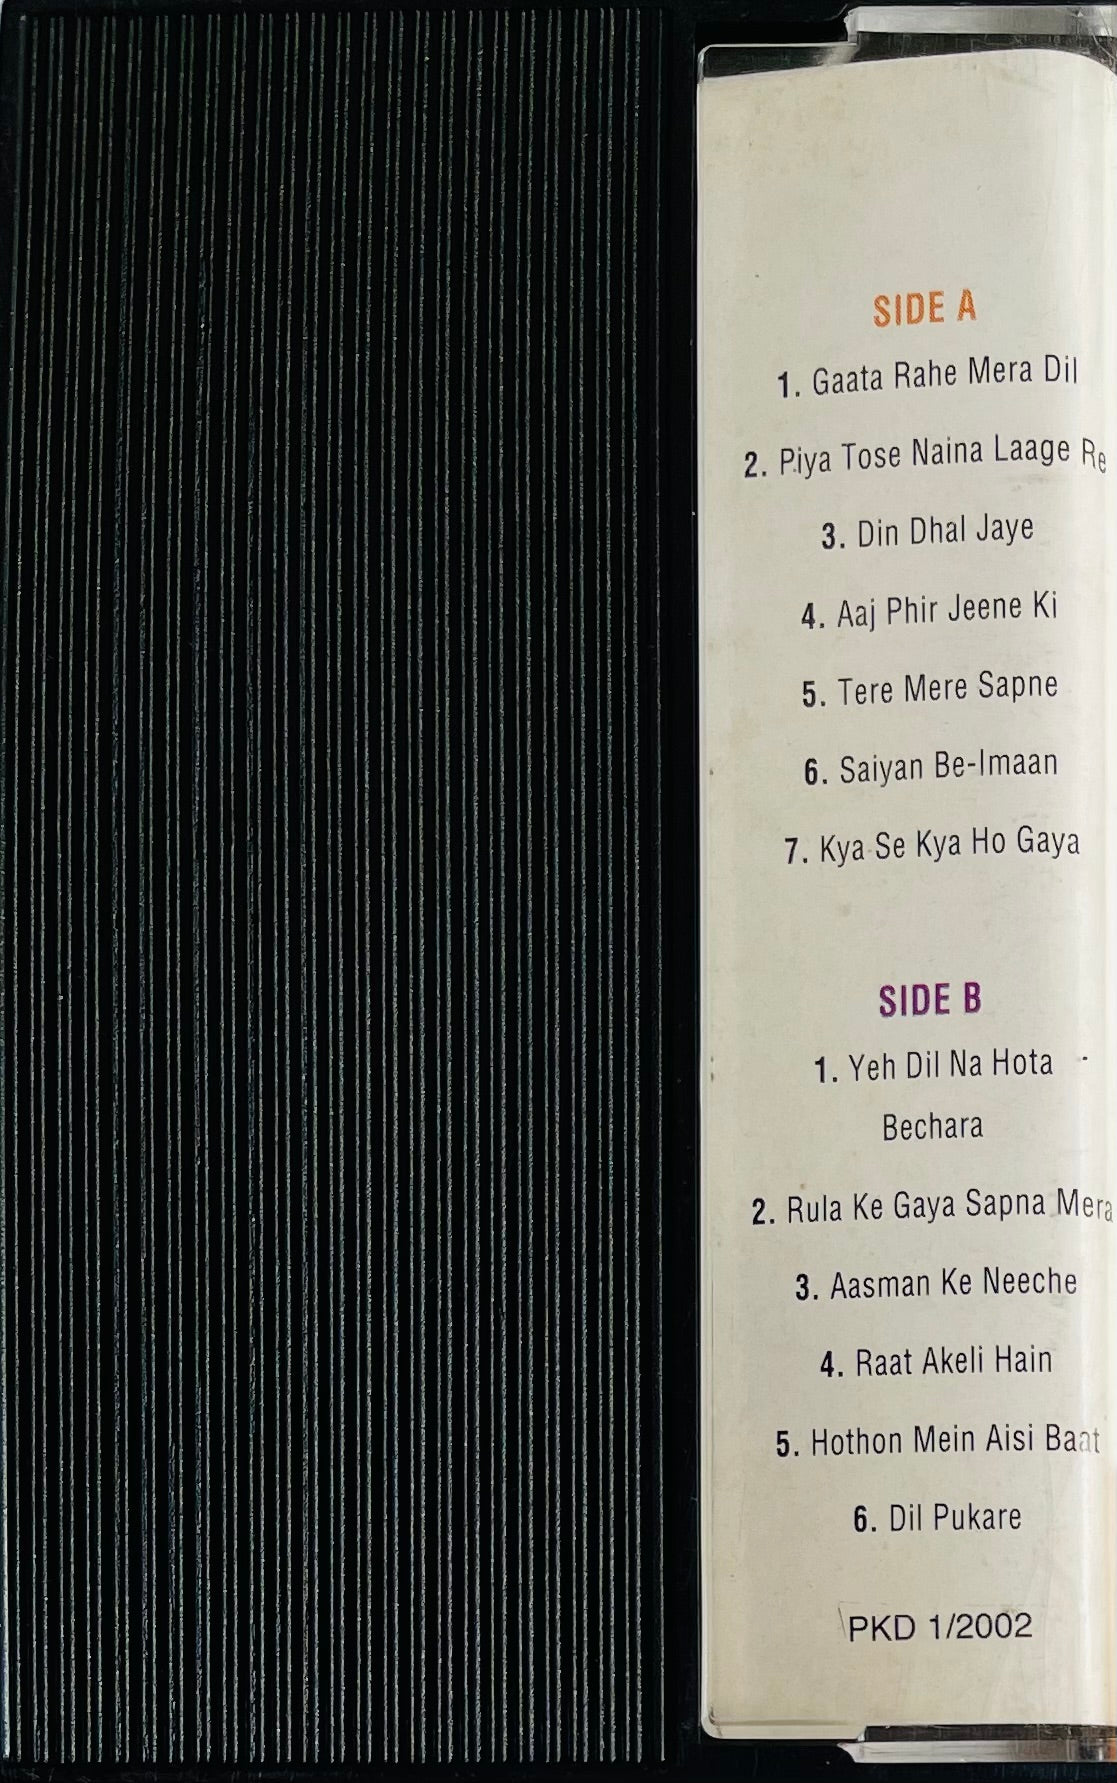 SIDE A
1. Gaata Rahe Mera Dil
2. Piya Tose Naina Laage Re
3. Din Dhal Jaye
4. Aaj Phir Jeene Ki
5. Tere Mere Sapne
6. Saiyan Be-Imaan
7. Kya Se Kya Ho Gaya
SIDE B
1. Yeh Dil Na Hota
Bechara
2. Rula Ke Gaya Sapna Mera
3. Aasman Ke Neeche
4. Raat Akeli Hain
5. Hothon Mein Aisi Baat
6. Dil Pukare
PKD 1/2002